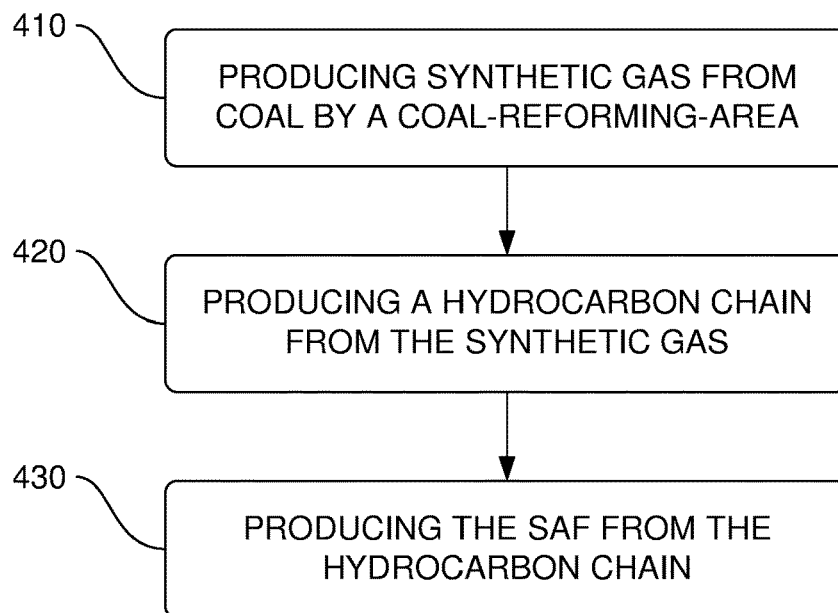 410
PRODUCING SYNTHETIC GAS FROM
COAL BY A COAL-REFORMING-AREA
420
PRODUCING A HYDROCARBON CHAIN
FROM THE SYNTHETIC GAS
430
PRODUCING THE SAF FROM THE
HYDROCARBON CHAIN